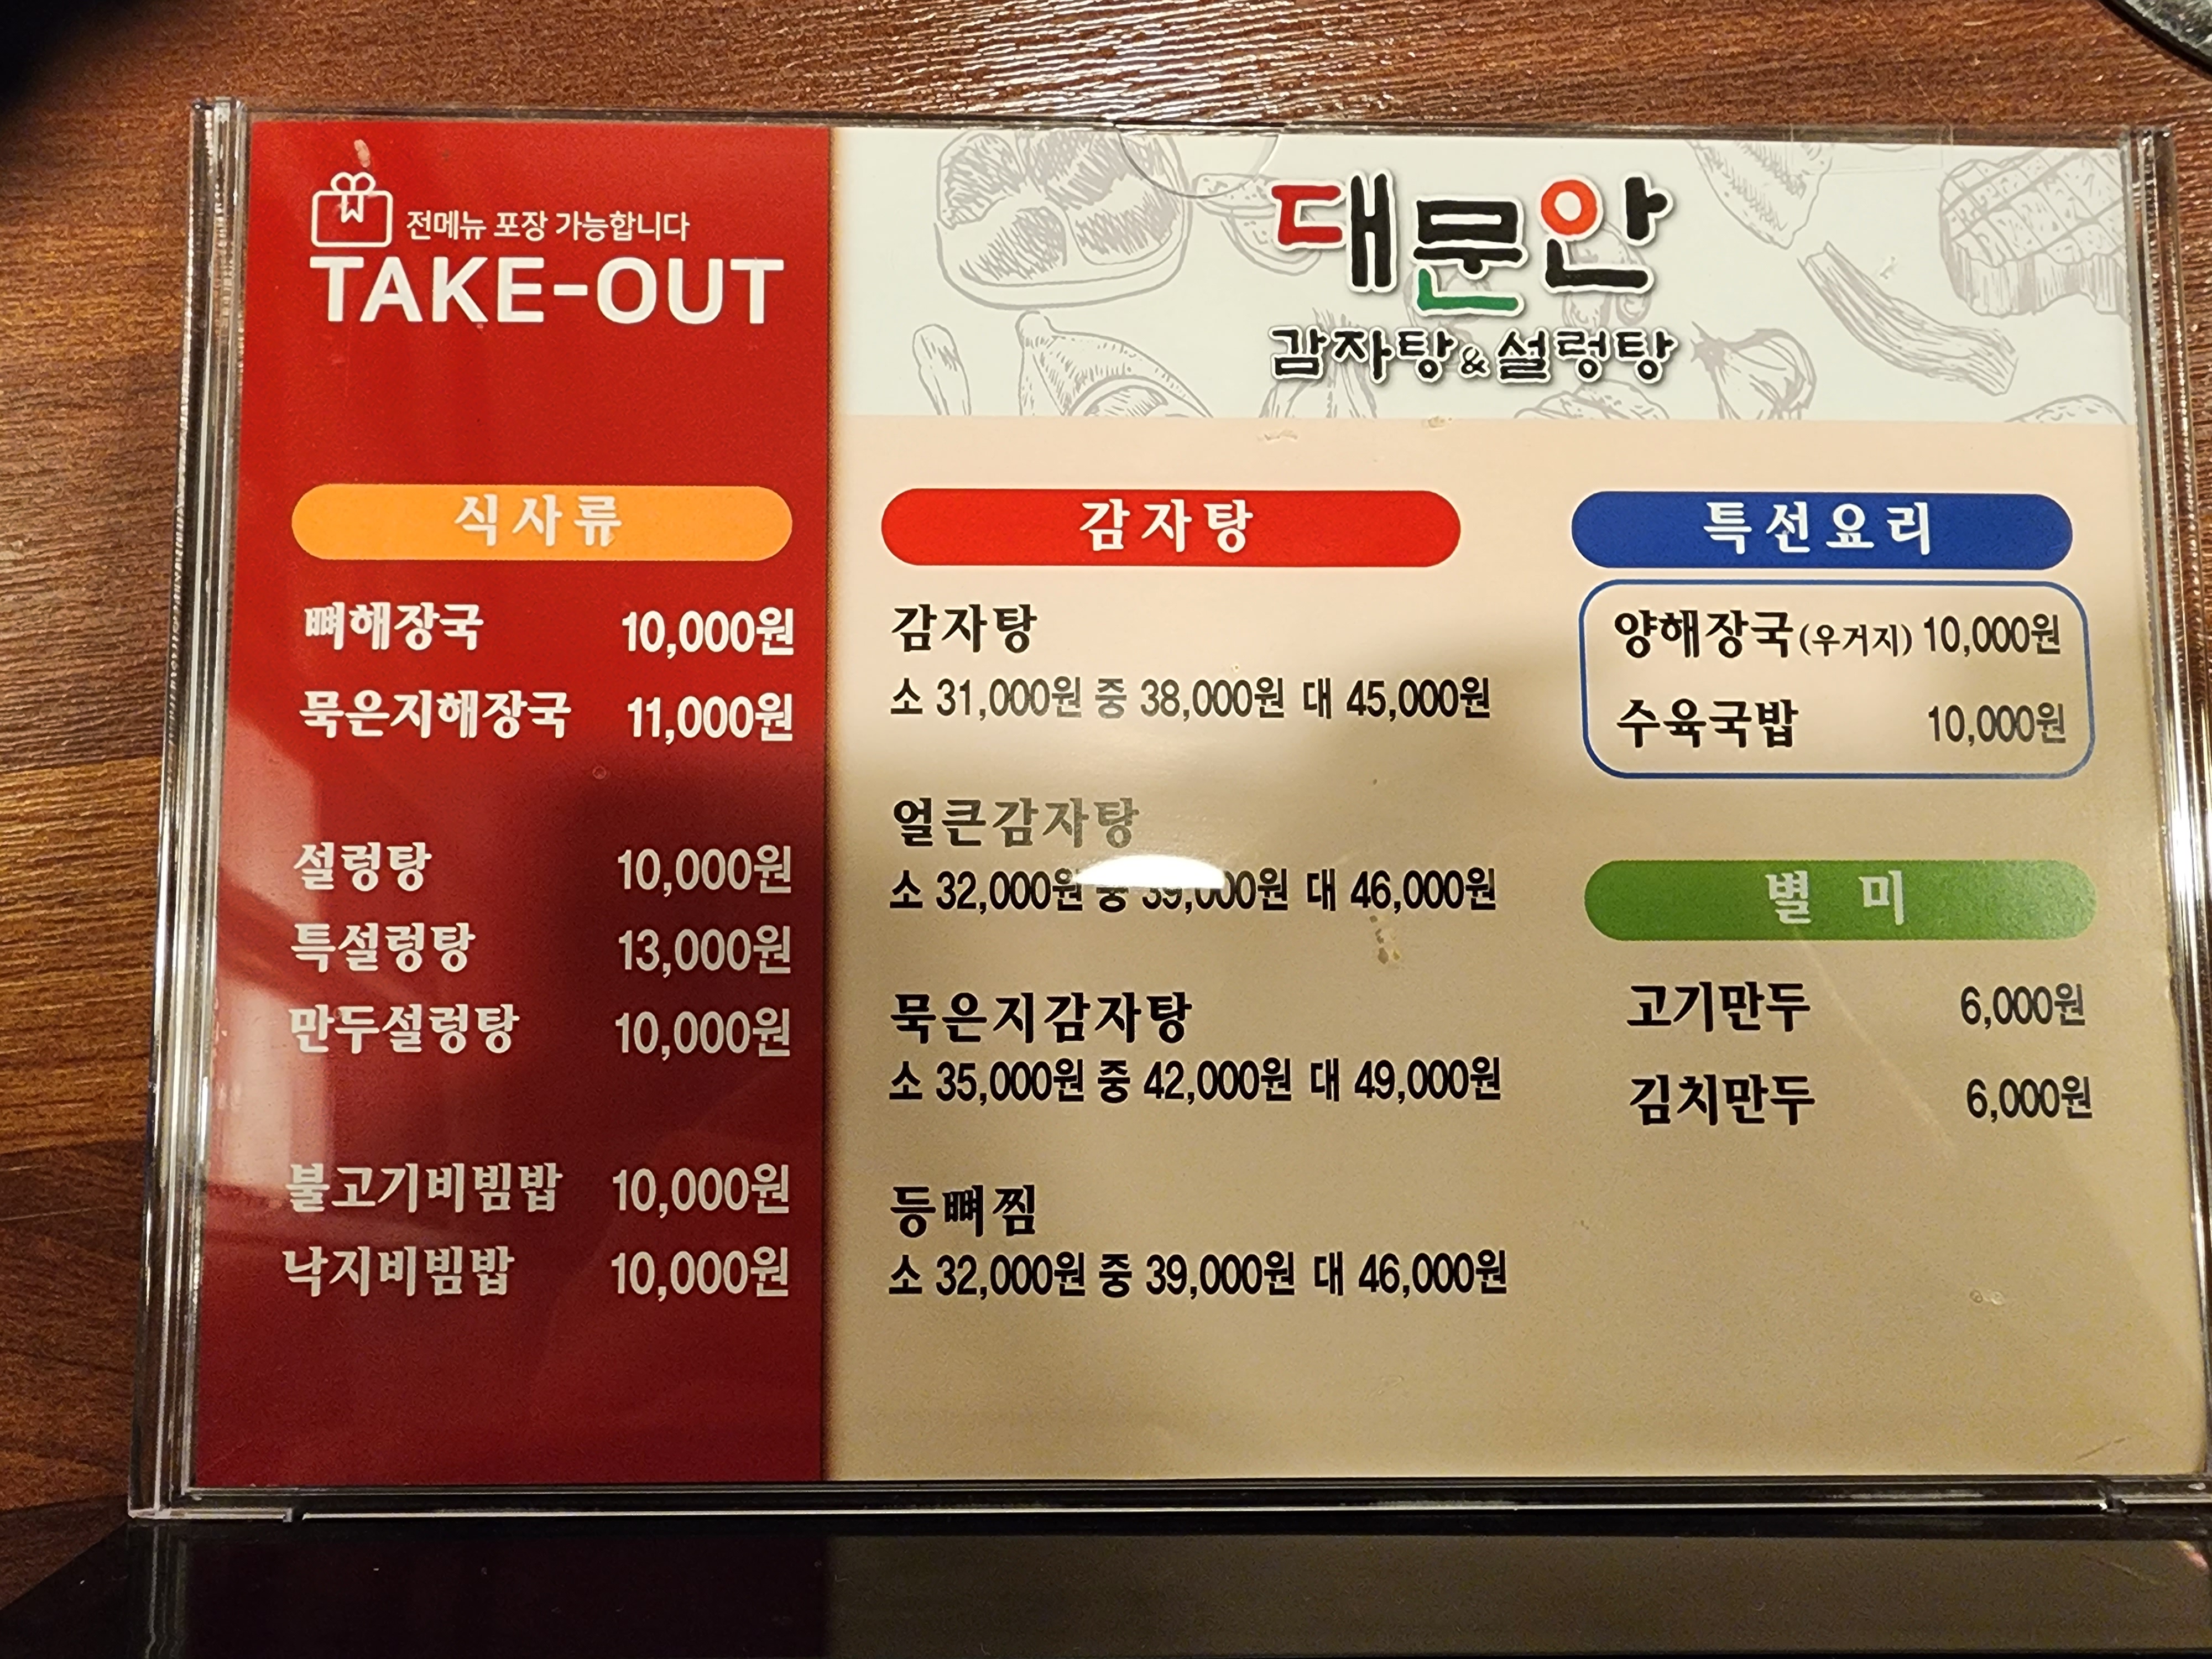 전메뉴 포장 가능합니다
TAKE-OUT
식사류
뼈해장국 10,000원
묵은지해장국 11,000원
설렁탕 10,000원
특설렁탕 13,000원
만두설렁탕 10,000원
불고기비빔밥 10,000원
낙지비빔밥 10,000원
대문안
감자탕&설렁탕
감자탕
감자탕
소 31,000원 중 38,000원 대 45,000원
얼큰감자탕
소 32,000원 중 39,000원 대 46,000원
묵은지감자탕
소 35,000원 중 42,000원 대 49,000원
등뼈찜
소 32,000원 중 39,000원 대 46,000원
특선요리
양해장국(우거지) 10,000원
수육국밥 10,000원
별 미
고기만두 6,000원
김치만두 6,000원